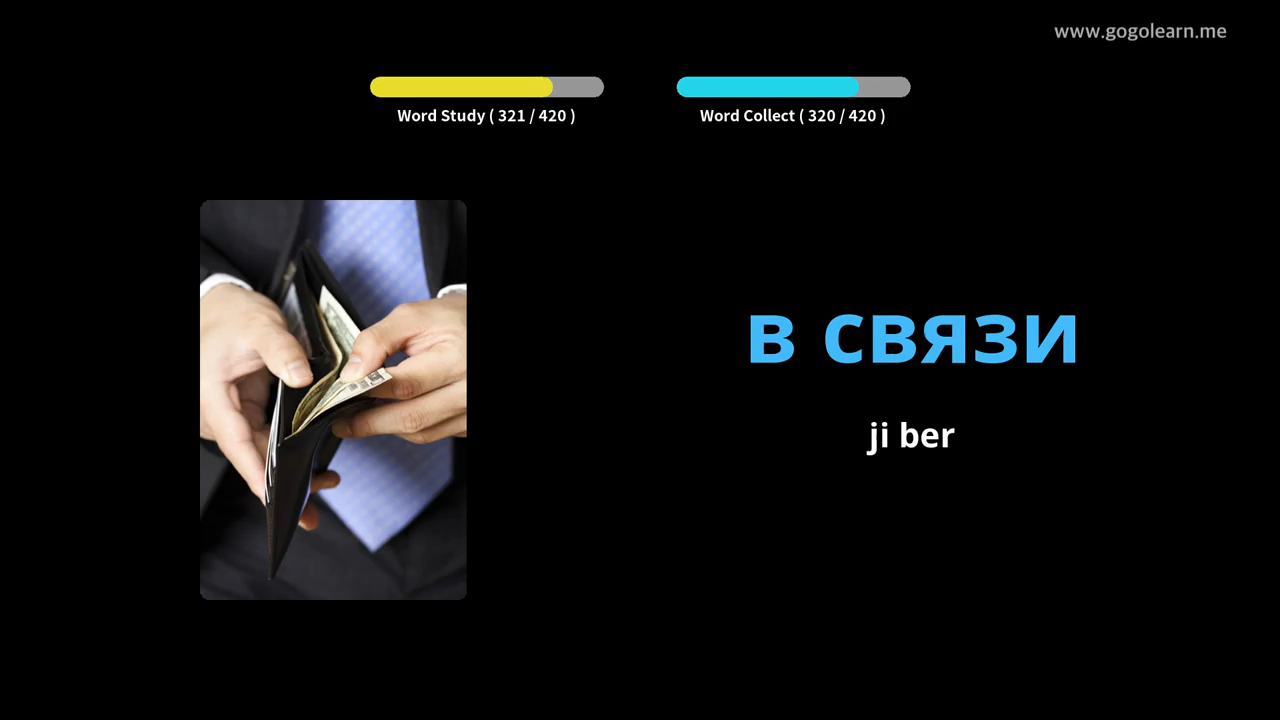 www.gogolearn.me
Word Study ( 321 / 420 )
Word Collect ( 320 / 420 )
в связи
ji ber